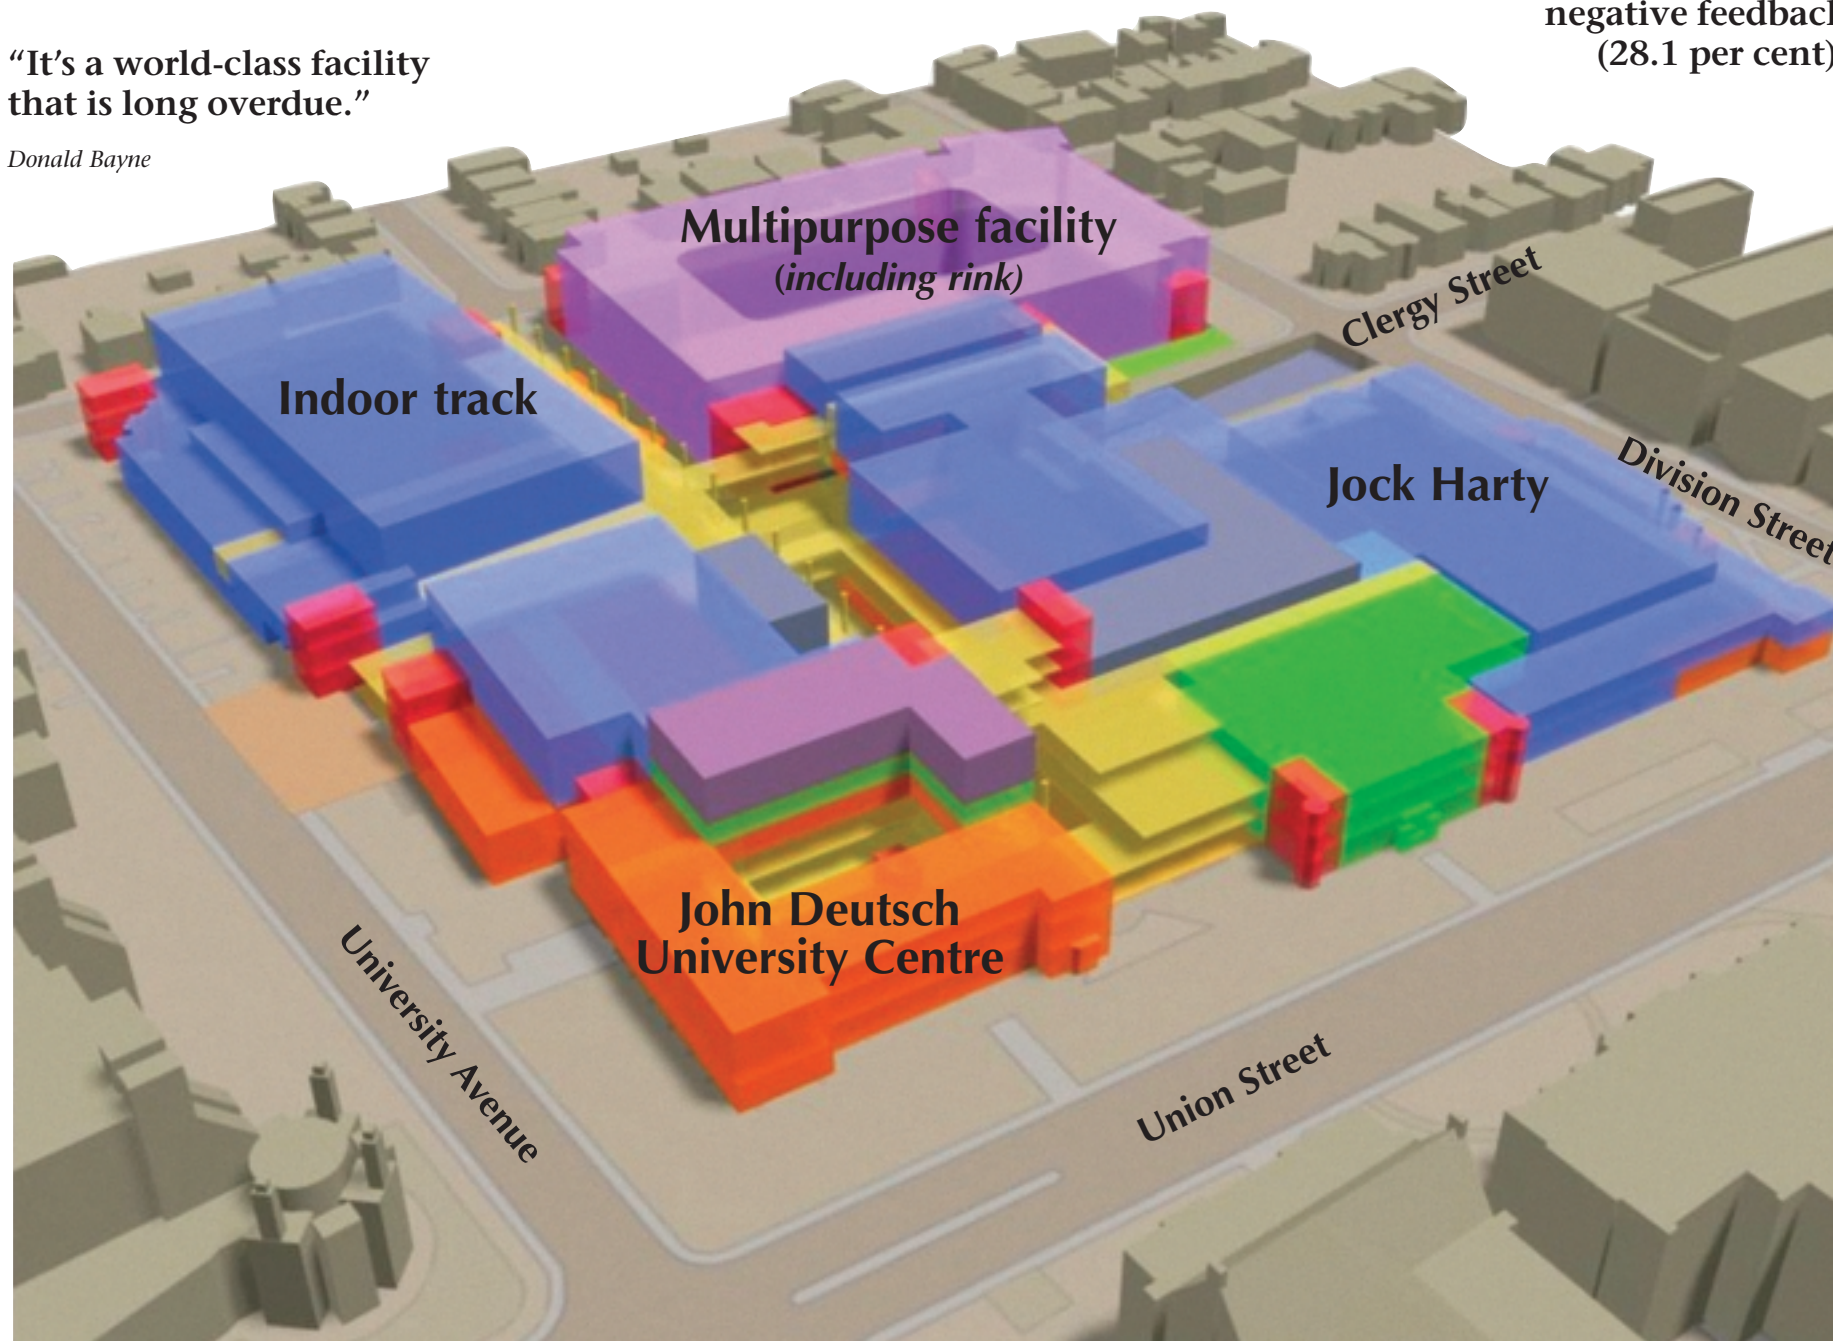 “It’s a world-class facility
that is long overdue.”
Donald Bayne
negative feedback
(28.1 per cent)
Multipurpose facility
(including rink)
Clergy Street
Indoor track
Jock Harty
Division Street
John Deutsch
University Centre
University Avenue
Union Street